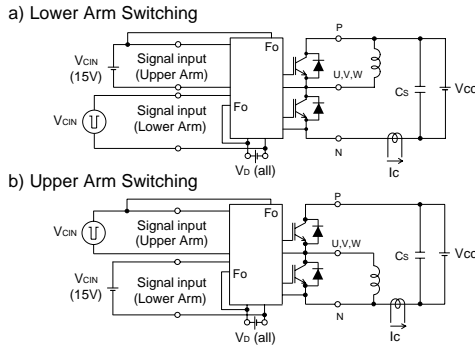 a) Lower Arm Switching
P
Fo
VCIN
(15V)
Signal input
(Upper Arm)
U,V,W
CS
VCC
Fo
Signal input
(Lower Arm)
VCIN
N
VD (all)
Ic
b) Upper Arm Switching
P
Fo
VCIN
Signal input
(Upper Arm)
U,V,W
CS
VCC
Fo
VCIN
(15V)
Signal input
(Lower Arm)
N
VD (all)
Ic